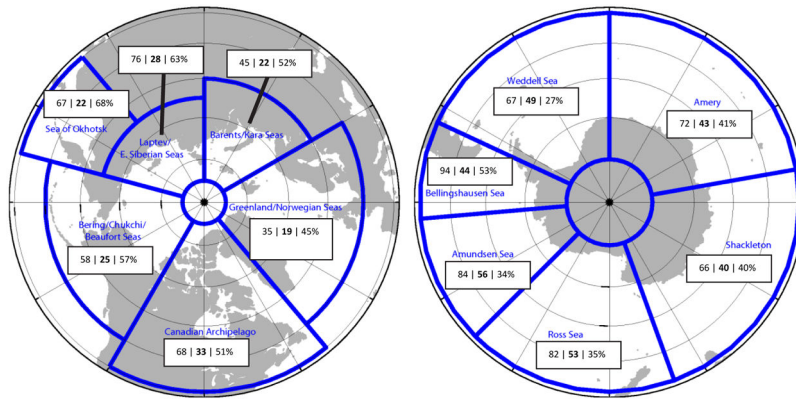 76 | 28 | 63%
45 | 22 | 52%
67 | 22 | 68%
Sea of Okhotsk
Laptev/
E. Siberian Seas
Barents/Kara Seas
Greenland/Norwegian Seas
35 | 19 | 45%
Bering/Chukchi/
Beaufort Seas
58 | 25 | 57%
Canadian Archipelago
68 | 33 | 51%
Weddell Sea
67 | 49 | 27%
Amery
72 | 43 | 41%
94 | 44 | 53%
Bellingshausen Sea
Amundsen Sea
84 | 56 | 34%
Shackleton
66 | 40 | 40%
Ross Sea
82 | 53 | 35%